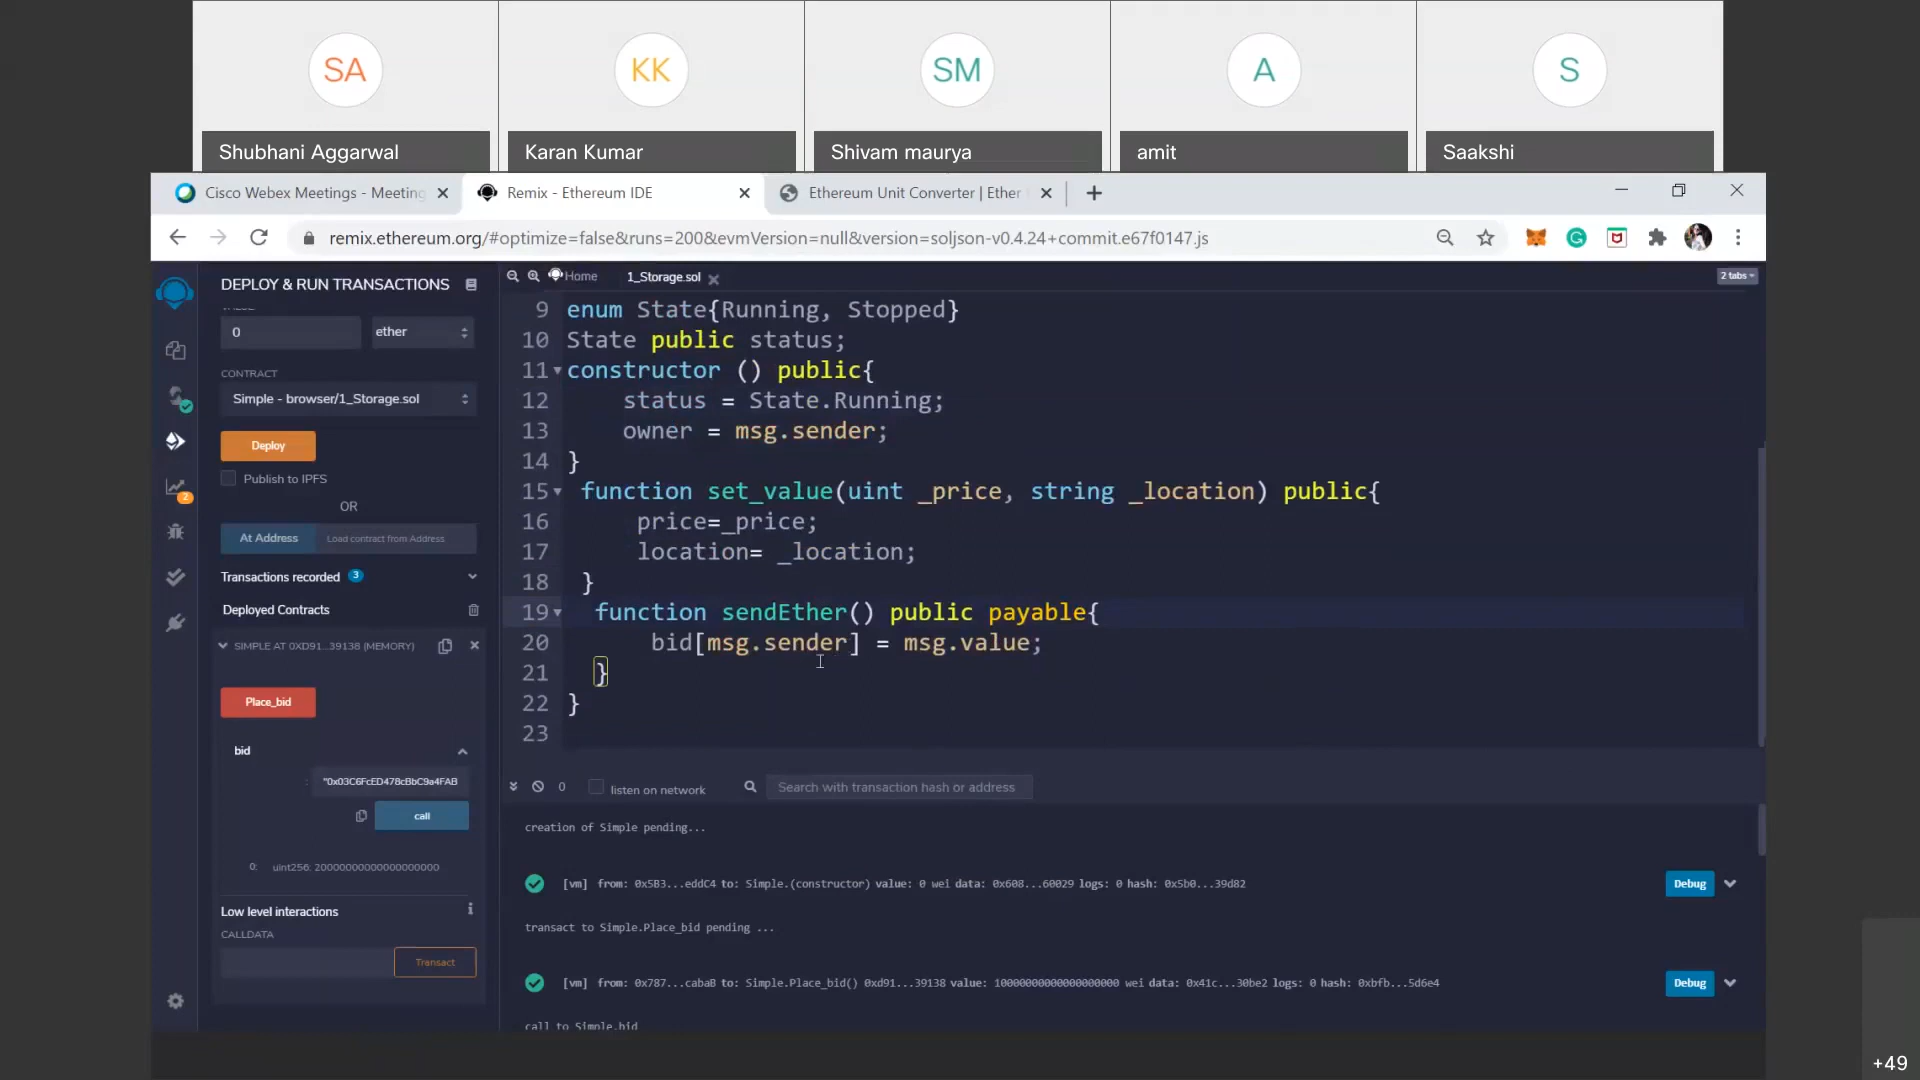 SA
KK
SM
A
S
Shubhani Aggarwal
Karan Kumar
Shivam maurya
amit
Saakshi
Cisco Webex Meetings - Meeting
Remix - Ethereum IDE
Ethereum Unit Converter | Ether
remix.ethereum.org/#optimize=false&runs=200&evmVersion=null&version=soljson-v0.4.24+commit.e67f0147.js
DEPLOY & RUN TRANSACTIONS
0
ether
CONTRACT
Simple - browser/1_Storage.sol
Deploy
Publish to IPFS
OR
At Address
Load contract from Address
Transactions recorded 3
Deployed Contracts
SIMPLE AT 0XD91...39138 (MEMORY)
Place_bid
bid
: "0x03C6FcED478cBbC9a4FAB
call
0: uint256: 20000000000000000000
Low level interactions
i
CALLDATA
Transact
2
Home
1_Storage.sol
2 tabs
9 enum State{Running, Stopped}
10 State public status;
11 constructor () public{
12 status = State.Running;
13 owner = msg.sender;
14 }
15 function set_value(uint _price, string _location) public{
16 price=_price;
17 location= _location;
18 }
19 function sendEther() public payable{
20 bid[msg.sender] = msg.value;
21 }
22 }
23
0
listen on network
Search with transaction hash or address
creation of Simple pending...
[vm] from: 0x5B3...eddC4 to: Simple.(constructor) value: 0 wei data: 0x608...60029 logs: 0 hash: 0x5b0...39d82
Debug
transact to Simple.Place_bid pending ...
[vm] from: 0x787...cabaB to: Simple.Place_bid() 0xd91...39138 value: 10000000000000000000 wei data: 0x41c...30be2 logs: 0 hash: 0xbfb...5d6e4
Debug
call to Simple.bid
+49